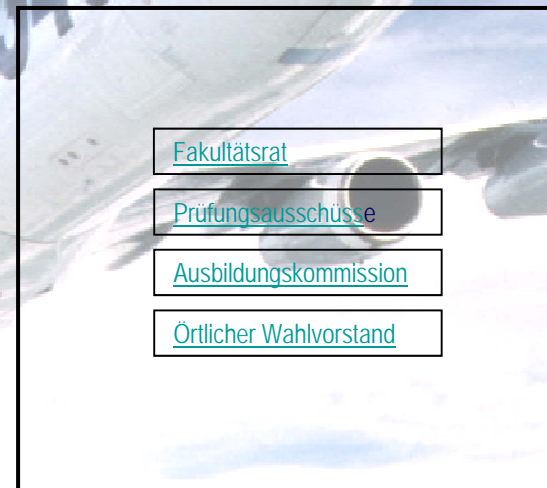 Fakultätsrat
Prüfungsausschüsse
Ausbildungskommission
Örtlicher Wahlvorstand